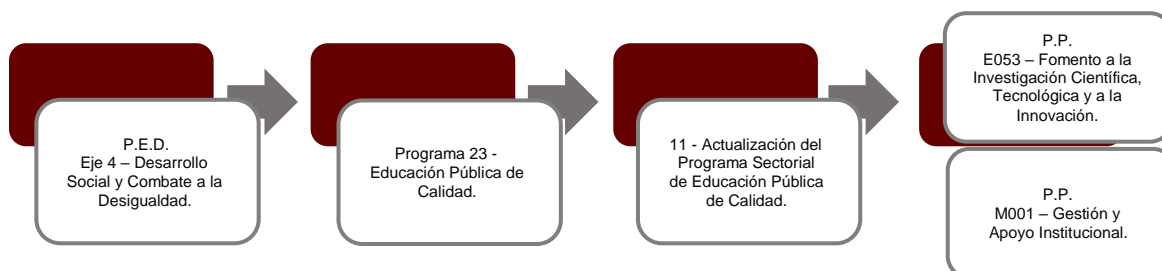 P.E.D.
Eje 4 – Desarrollo
Social y Combate a la
Desigualdad.
Programa 23 -
Educación Pública de
Calidad.
11 - Actualización del
Programa Sectorial
de Educación Pública
de Calidad.
P.P.
E053 – Fomento a la
Investigación Científica,
Tecnológica y a la
Innovación.
P.P.
M001 – Gestión y
Apoyo Institucional.